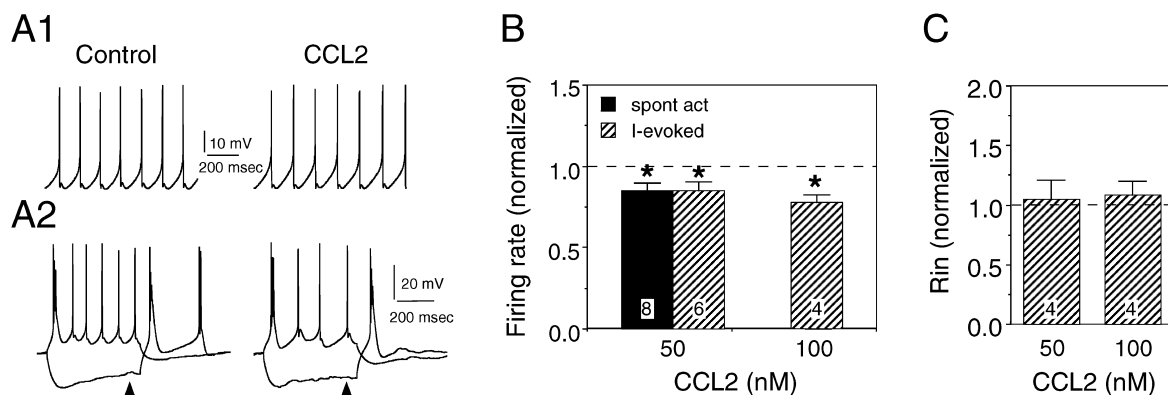 A1
Control
CCL2
10 mV
200 msec
A2
20 mV
200 msec
B
Firing rate (normalized)
1.5
1.0
0.5
0.0
spont act
I-evoked
*
*
*
8
6
4
50
100
CCL2 (nM)
C
Rin (normalized)
2.0
1.5
1.0
0.5
0.0
4
4
50
100
CCL2 (nM)